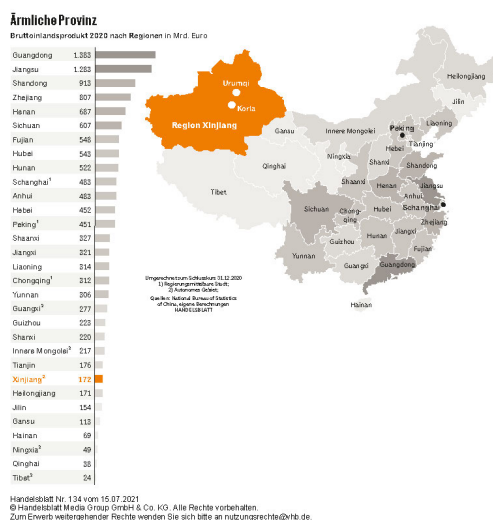 Ärmliche Provinz
Bruttoinlandsprodukt 2020 nach Regionen in Mrd. Euro
Guangdong 1.383
Jiangsu 1.283
Shandong 913
Zhejiang 807
Henan 687
Sichuan 607
Fujian 548
Hubei 543
Hunan 522
Schanghai¹ 483
Anhui 483
Hebei 452
Peking¹ 451
Shaanxi 327
Jiangxi 321
Liaoning 314
Chongqing¹ 312
Yunnan 306
Guangxi² 277
Guizhou 223
Shanxi 220
Innere Mongolei² 217
Tianjin 176
Xinjiang² 172
Heilongjiang 171
Jilin 154
Gansu 113
Hainan 69
Ningxia² 49
Qinghai 38
Tibet² 24
Urumqi
Korla
Region Xinjiang
Heilongjiang
Jilin
Liaoning
Innere Mongolei
Gansu
Peking
Tianjing
Hebei
Ningxia
Shanxi
Shandong
Qinghai
Shaanxi
Henan
Jiangsu
Tibet
Anhui
Schanghai
Sichuan
Chong-
qing
Hubei
Zhejiang
Hunan
Jiangxi
Guizhou
Fujian
Yunnan
Guangxi
Guangdong
Hainan
Umgerechnet zum Schlusskurs 31.12.2020
1) Regierungsunmittelbare Stadt;
2) Autonomes Gebiet;
Quellen: National Bureau of Statistics
of China, eigene Berechnungen
HANDELSBLATT
Handelsblatt Nr. 134 vom 15.07.2021
© Handelsblatt Media Group GmbH & Co. KG. Alle Rechte vorbehalten.
Zum Erwerb weitergehender Rechte wenden Sie sich bitte an nutzungsrechte@vhb.de.